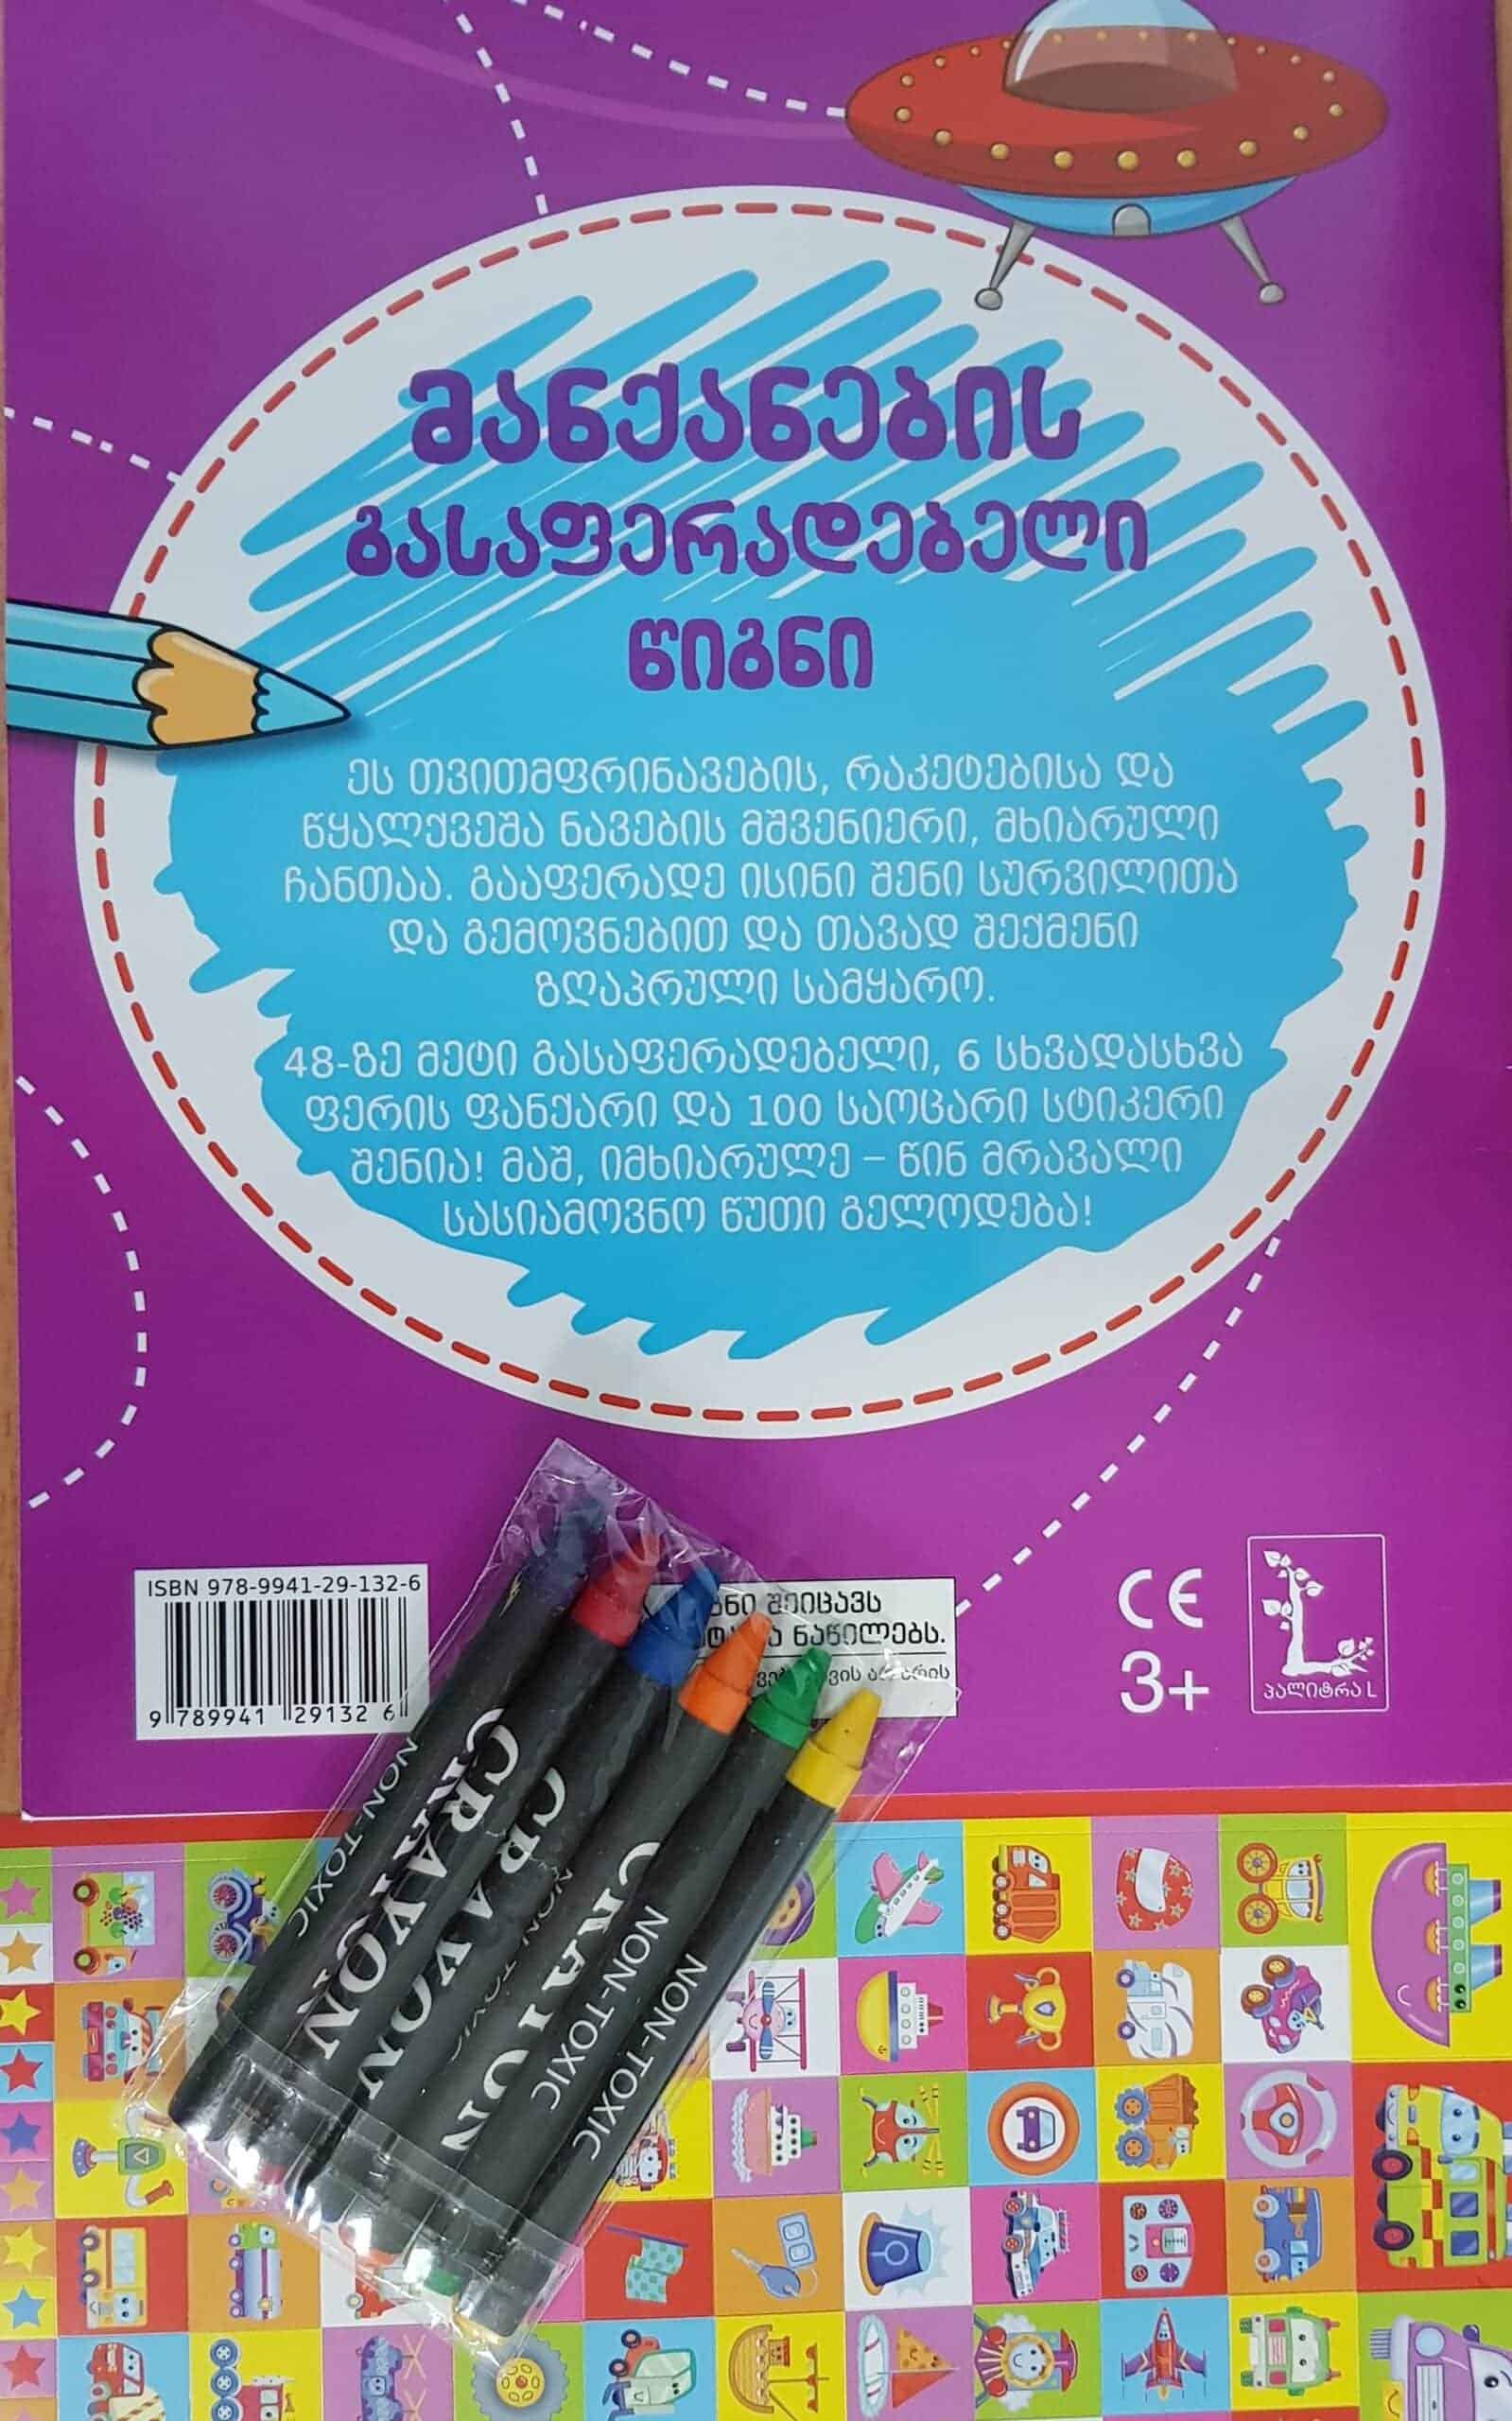 მანქანების
გასაფერადებელი
წიგნი
ეს თვითმფრინავების, რაკეტებისა და
წყალქვეშა ნავების მშვენიერი, მხიარული
ჩანთაა. გააფერადე ისინი შენი სურვილითა
და გემოვნებით და თავად შექმენი
ზღაპრული სამყარო.
48-ზე მეტი გასაფერადებელი, 6 სხვადასხვა
ფერის ფანქარი და 100 საოცარი სტიკერი
შენია! მაშ, იმხიარულე – წინ მრავალი
სასიამოვნო წუთი გელოდება!
ISBN 978-9941-29-132-6
9 789941 291326
შეიცავს
ნაწილებს.
არის
CE
3+
პალიტრა L
NON-TOXIC
CRAYON
CRAYON
CRAYON
NON-TOXIC
NON-TOXIC